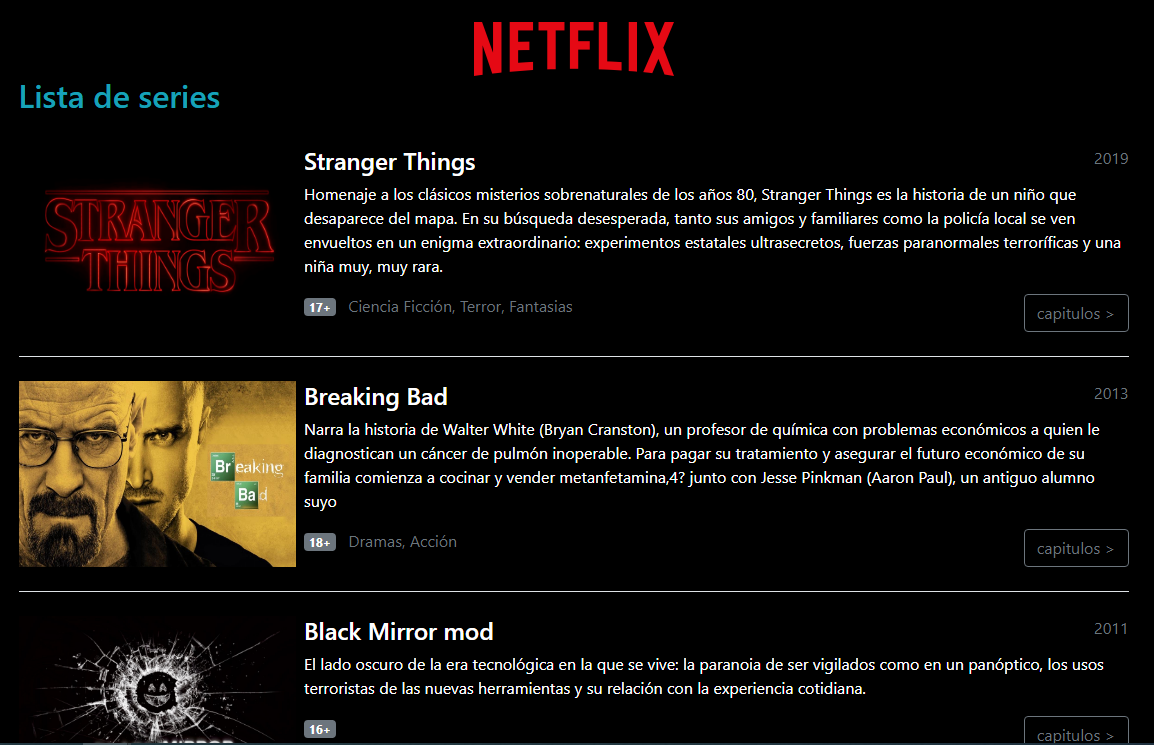 NETFLIX
Lista de series
Stranger Things
2019
STRANGER
THINGS
Homenaje a los clásicos misterios sobrenaturales de los años 80, Stranger Things es la historia de un niño que
desaparece del mapa. En su búsqueda desesperada, tanto sus amigos y familiares como la policía local se ven
envueltos en un enigma extraordinario: experimentos estatales ultrasecretos, fuerzas paranormales terroríficas y una
niña muy, muy rara.
17+ Ciencia Ficción, Terror, Fantasias
capitulos >
Breaking Bad
2013
Breaking
Bad
Narra la historia de Walter White (Bryan Cranston), un profesor de química con problemas económicos a quien le
diagnostican un cáncer de pulmón inoperable. Para pagar su tratamiento y asegurar el futuro económico de su
familia comienza a cocinar y vender metanfetamina,4? junto con Jesse Pinkman (Aaron Paul), un antiguo alumno
suyo
18+ Dramas, Acción
capitulos >
Black Mirror mod
2011
El lado oscuro de la era tecnológica en la que se vive: la paranoia de ser vigilados como en un panóptico, los usos
terroristas de las nuevas herramientas y su relación con la experiencia cotidiana.
16+
capitulos >